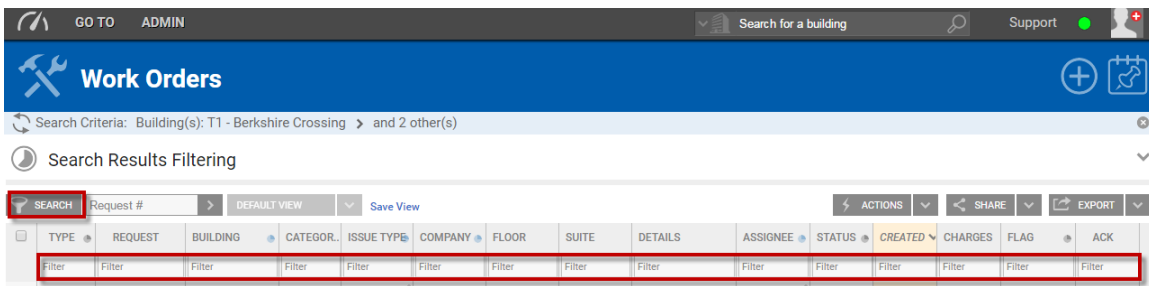 GO TO ADMIN Search for a building Support
Work Orders
Search Criteria: Building(s): T1 - Berkshire Crossing > and 2 other(s)
Search Results Filtering
SEARCH Request # > DEFAULT VIEW Save View ACTIONS SHARE EXPORT
TYPE REQUEST BUILDING CATEGOR.. ISSUE TYPE COMPANY FLOOR SUITE DETAILS ASSIGNEE STATUS CREATED CHARGES FLAG ACK
Filter Filter Filter Filter Filter Filter Filter Filter Filter Filter Filter Filter Filter Filter Filter